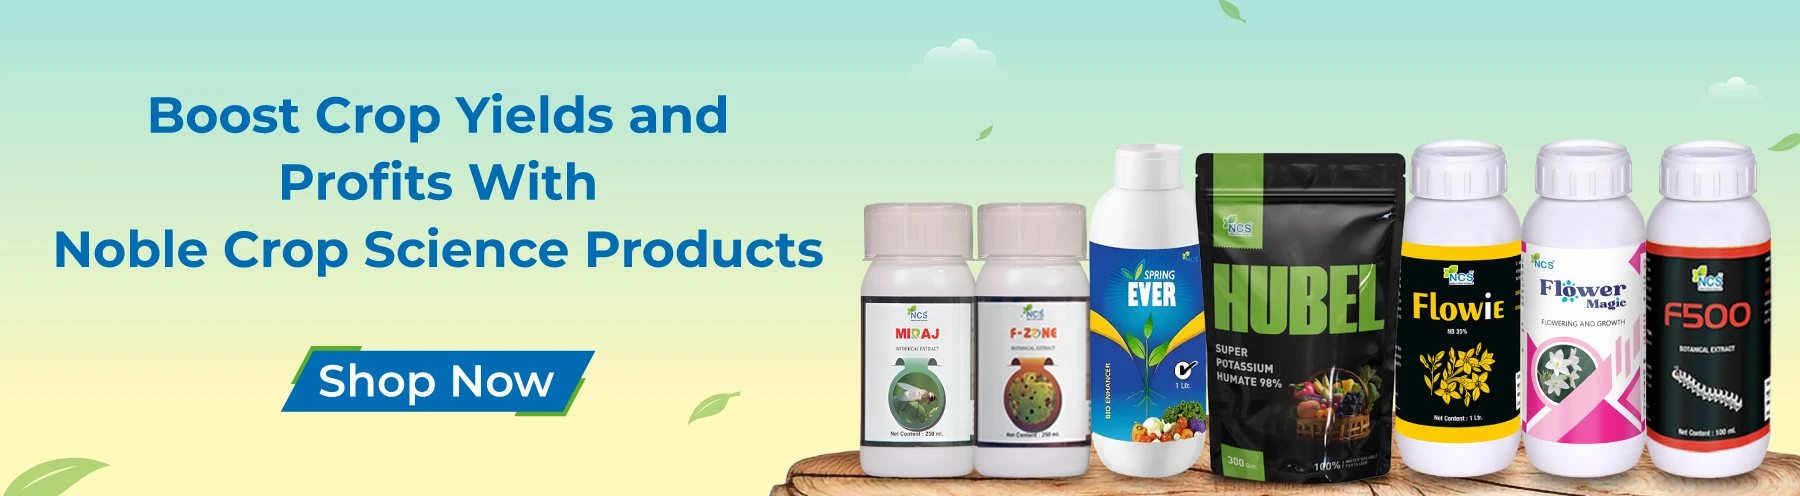 Boost Crop Yields and
Profits With
Noble Crop Science Products
Shop Now
NCS
MIRAJ
BOTANICAL EXTRACT
Net Content : 250 ml.
NCS
F-ZONE
BOTANICAL EXTRACT
Net Content : 250 ml.
SPRING
EVER
1 Ltr.
BIO ENHANCER
NCS
HUBEL
SUPER
POTASSIUM
HUMATE 98%
300 Gm.
100% WATER SOLUBLE
FERTILIZER
NCS
FlowiE
NB 35%
Net Content : 1 Ltr.
NCS
Flower
Magic
FLOWERING AND GROWTH
NCS
F500
BOTANICAL EXTRACT
Net Content : 100 ml.